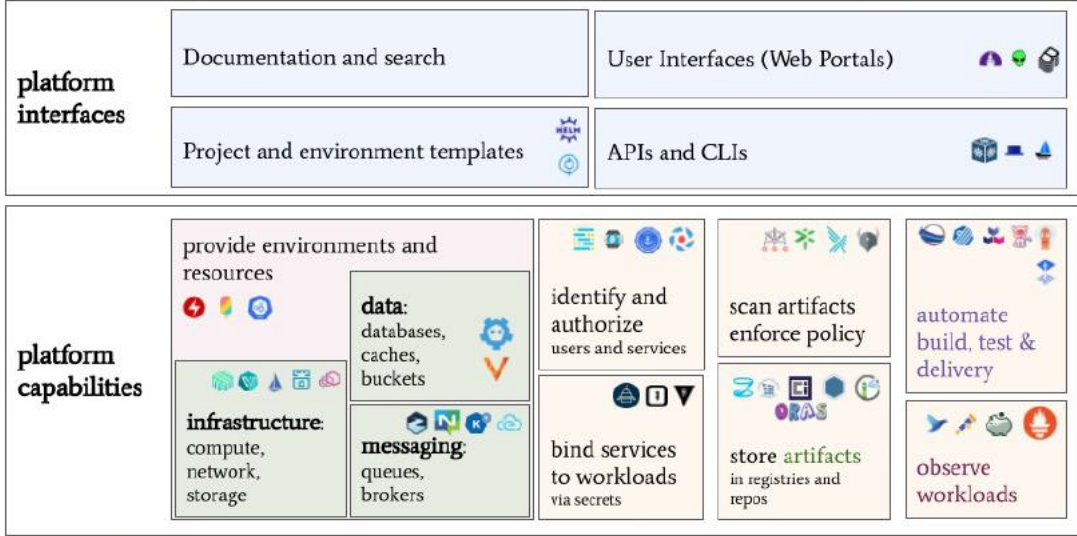 platform
interfaces
Documentation and search
User Interfaces (Web Portals)
Project and environment templates
HELM
APIs and CLIs
platform
capabilities
provide environments and
resources
data:
databases,
caches,
buckets
infrastructure:
compute,
network,
storage
messaging:
queues,
brokers
identify and
authorize
users and services
bind services
to workloads
via secrets
scan artifacts
enforce policy
Ci
ORAS
store artifacts
in registries and
repos
automate
build, test &
delivery
observe
workloads